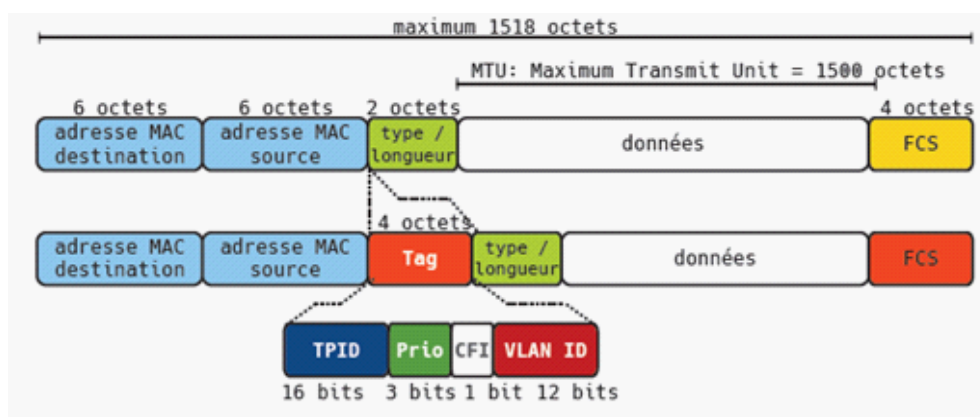 maximum 1518 octets
MTU: Maximum Transmit Unit = 1500 octets
6 octets 6 octets 2 octets 4 octets
adresse MAC destination
adresse MAC source
type / longueur
données
FCS
4 octets
adresse MAC destination
adresse MAC source
Tag
type / longueur
données
FCS
TPID Prio CFI VLAN ID
16 bits 3 bits 1 bit 12 bits